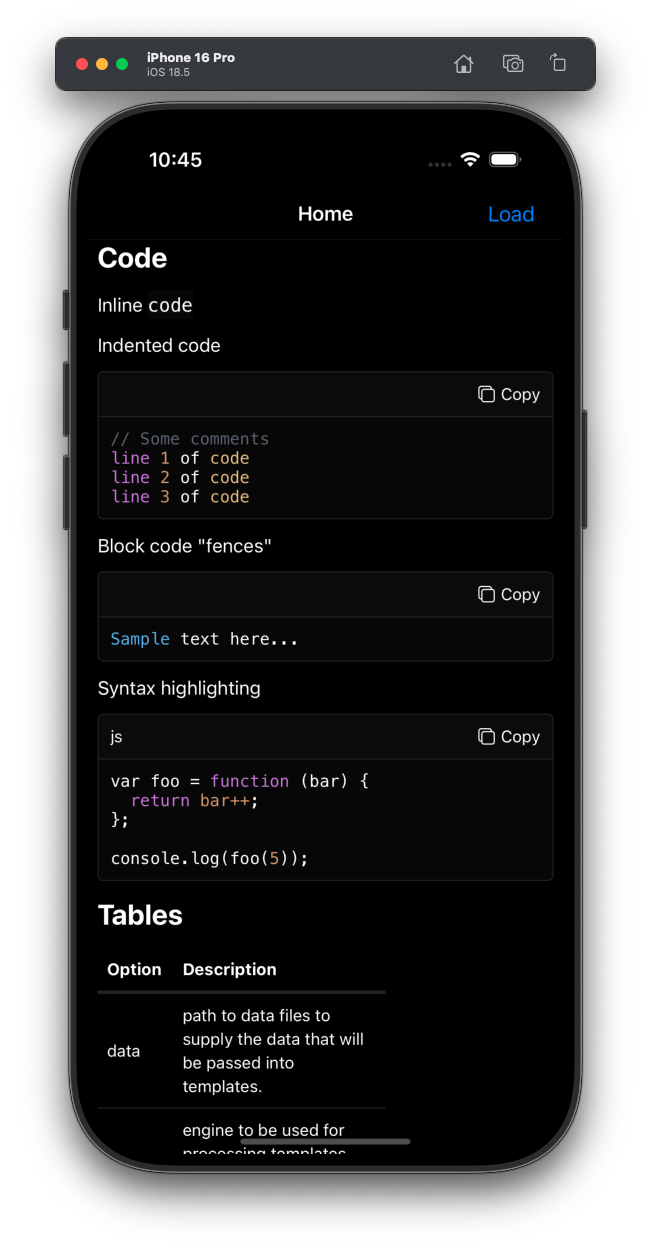 iPhone 16 Pro
iOS 18.5
10:45
Home
Load
Code
Inline code
Indented code
Copy
// Some comments
line 1 of code
line 2 of code
line 3 of code
Block code "fences"
Copy
Sample text here...
Syntax highlighting
js
Copy
var foo = function (bar) {
  return bar++;
};
console.log(foo(5));
Tables
Option Description
data
path to data files to
supply the data that will
be passed into
templates.
engine to be used for
processing templates